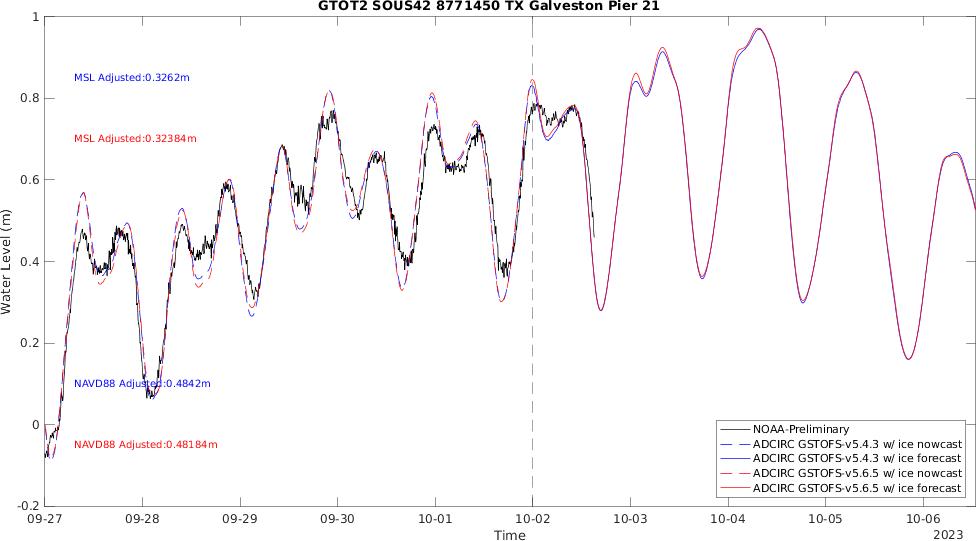 GTOT2 SOUS42 8771450 TX Galveston Pier 21
1
0.8
0.6
0.4
0.2
0
-0.2
Water Level (m)
MSL Adjusted:0.3262m
MSL Adjusted:0.32384m
NAVD88 Adjusted:0.4842m
NAVD88 Adjusted:0.48184m
NOAA-Preliminary
ADCIRC GSTOFS-v5.4.3 w/ ice nowcast
ADCIRC GSTOFS-v5.4.3 w/ ice forecast
ADCIRC GSTOFS-v5.6.5 w/ ice nowcast
ADCIRC GSTOFS-v5.6.5 w/ ice forecast
09-27 09-28 09-29 09-30 10-01 10-02 10-03 10-04 10-05 10-06
Time
2023